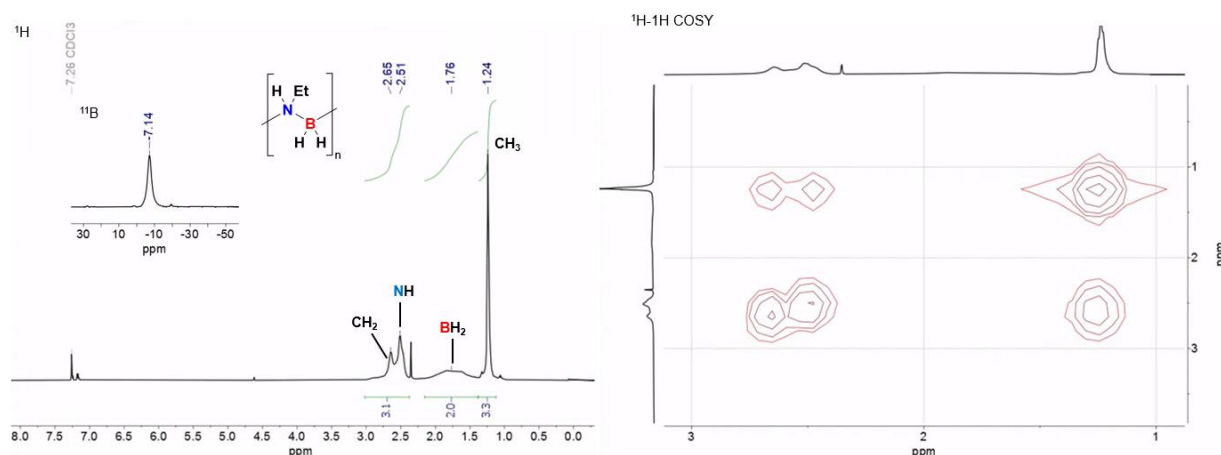 ¹H
7.26 CDCl3
2.65
2.51
1.76
1.24
¹¹B
-7.14
30 10 -10 -30 -50
ppm
H Et
N
B
H H
n
CH₃
NH
CH₂
BH₂
3.1
2.0
3.3
8.0 7.5 7.0 6.5 6.0 5.5 5.0 4.5 4.0 3.5 3.0 2.5 2.0 1.5 1.0 0.5 0.0
ppm
¹H-1H COSY
1
2
3
ppm
3 2 1
ppm